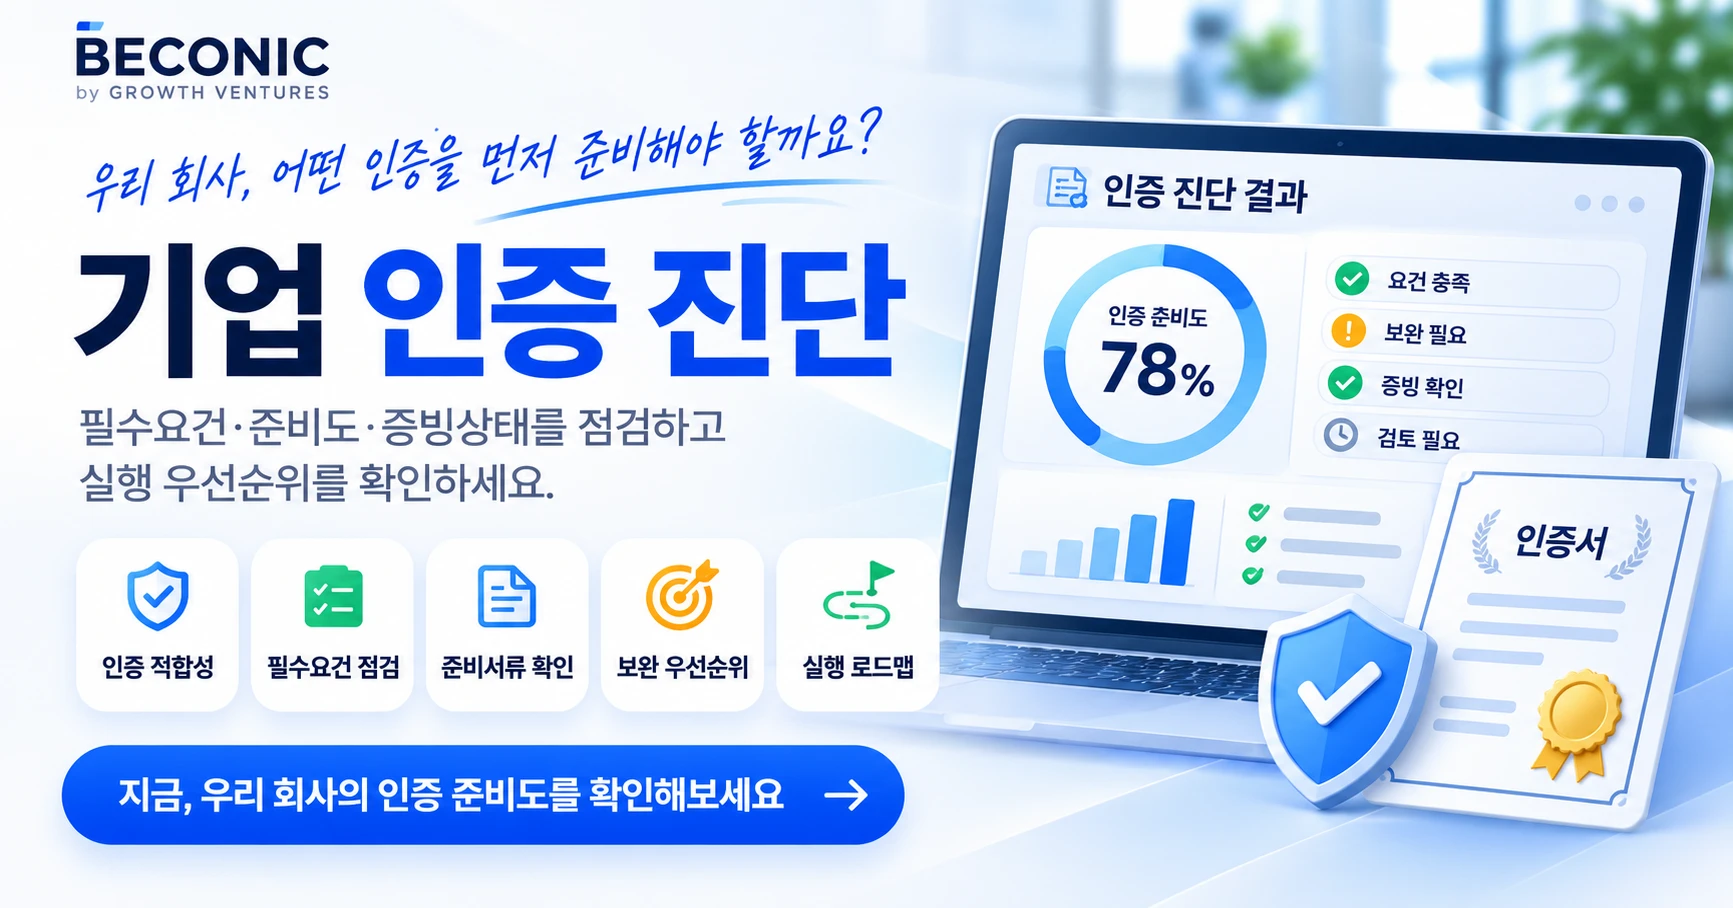 BECONIC
by GROWTH VENTURES
우리 회사, 어떤 인증을 먼저 준비해야 할까요?
기업 인증 진단
필수요건·준비도·증빙상태를 점검하고
실행 우선순위를 확인하세요.
인증 적합성
필수요건 점검
준비서류 확인
보완 우선순위
실행 로드맵
지금, 우리 회사의 인증 준비도를 확인해보세요 →
인증 진단 결과
인증 준비도
78%
요건 충족
보완 필요
증빙 확인
검토 필요
인증서